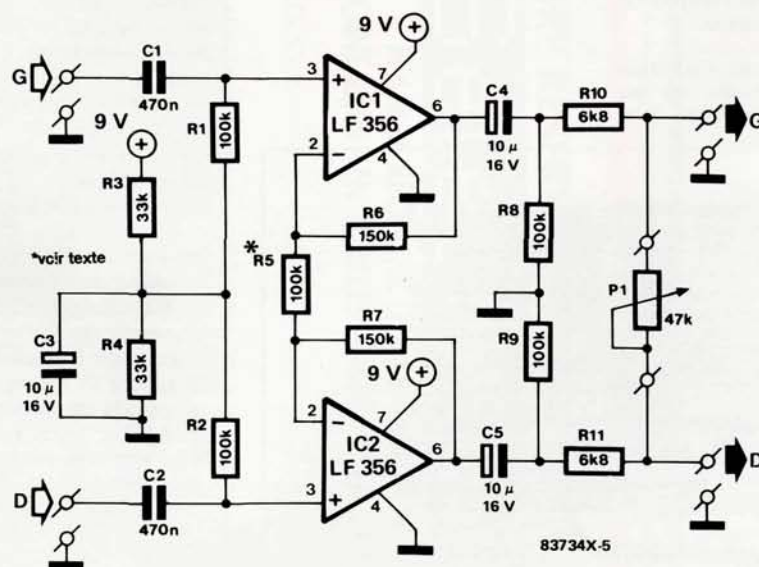 9 V
G
C1
470n
3
+
7
IC1
LF 356
6
2
−
4
C4
10 µ
16 V
R10
6k8
G
9 V
R1
100k
R3
33k
R6
150k
R8
100k
*vcir texte
*
R5
100k
P1
47k
C3
10 µ
16 V
R4
33k
R7
150k
R9
100k
9 V
R2
100k
2
−
7
IC2
LF 356
6
3
+
4
C5
10 µ
16 V
R11
6k8
D
C2
470n
D
83734X-5